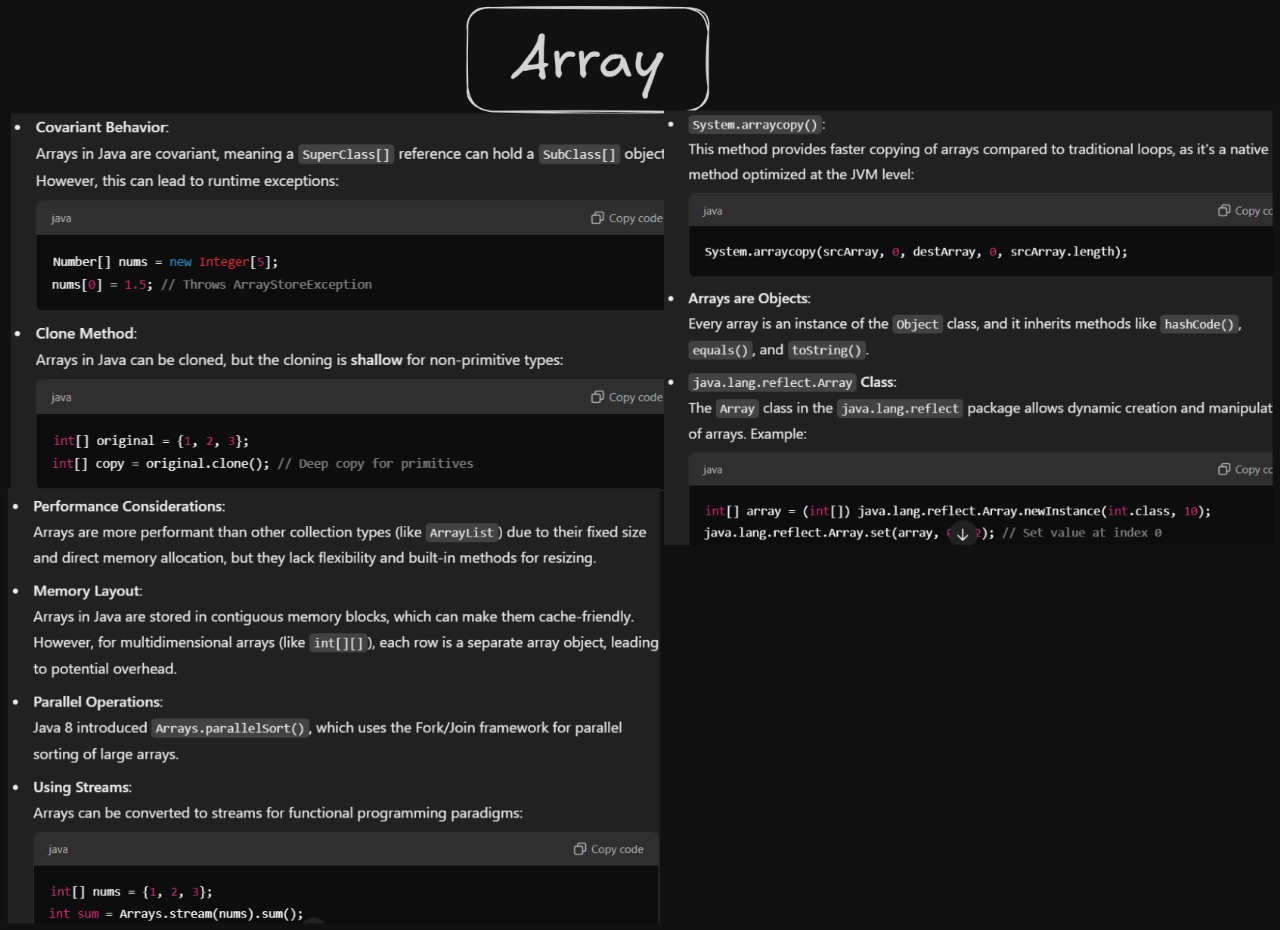 Array
• Covariant Behavior:
Arrays in Java are covariant, meaning a SuperClass[] reference can hold a SubClass[] object
However, this can lead to runtime exceptions:
java
Copy code
Number[] nums = new Integer[5];
nums[0] = 1.5; // Throws ArrayStoreException
• Clone Method:
Arrays in Java can be cloned, but the cloning is shallow for non-primitive types:
java
Copy code
int[] original = {1, 2, 3};
int[] copy = original.clone(); // Deep copy for primitives
• Performance Considerations:
Arrays are more performant than other collection types (like ArrayList) due to their fixed size
and direct memory allocation, but they lack flexibility and built-in methods for resizing.
• Memory Layout:
Arrays in Java are stored in contiguous memory blocks, which can make them cache-friendly.
However, for multidimensional arrays (like int[][]), each row is a separate array object, leading
to potential overhead.
• Parallel Operations:
Java 8 introduced Arrays.parallelSort(), which uses the Fork/Join framework for parallel
sorting of large arrays.
• Using Streams:
Arrays can be converted to streams for functional programming paradigms:
java
Copy code
int[] nums = {1, 2, 3};
int sum = Arrays.stream(nums).sum();
• System.arraycopy():
This method provides faster copying of arrays compared to traditional loops, as it's a native
method optimized at the JVM level:
java
Copy co
System.arraycopy(srcArray, 0, destArray, 0, srcArray.length);
• Arrays are Objects:
Every array is an instance of the Object class, and it inherits methods like hashCode(),
equals(), and toString().
• java.lang.reflect.Array Class:
The Array class in the java.lang.reflect package allows dynamic creation and manipulat
of arrays. Example:
java
Copy co
int[] array = (int[]) java.lang.reflect.Array.newInstance(int.class, 10);
java.lang.reflect.Array.set(array, 2); // Set value at index 0